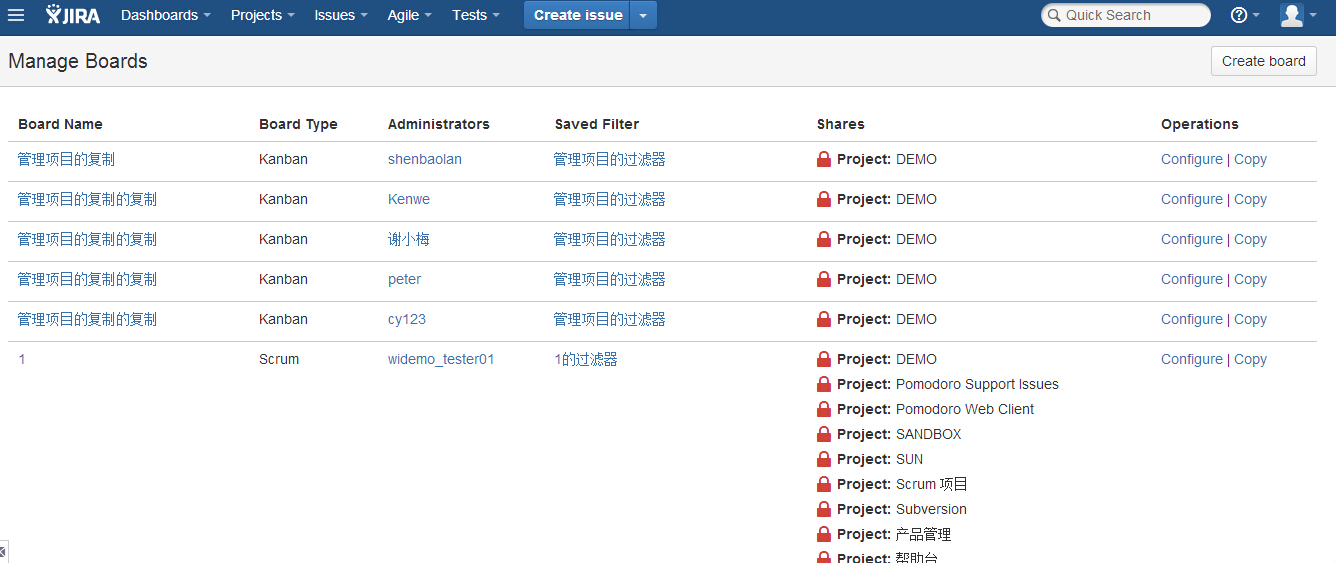 JIRA Dashboards Projects Issues Agile Tests Create issue Quick Search
Manage Boards Create board
Board Name Board Type Administrators Saved Filter Shares Operations
管理项目的复制 Kanban shenbaolan 管理项目的过滤器 Project: DEMO Configure | Copy
管理项目的复制的复制 Kanban Kenwe 管理项目的过滤器 Project: DEMO Configure | Copy
管理项目的复制的复制 Kanban 谢小梅 管理项目的过滤器 Project: DEMO Configure | Copy
管理项目的复制的复制 Kanban peter 管理项目的过滤器 Project: DEMO Configure | Copy
管理项目的复制的复制 Kanban cy123 管理项目的过滤器 Project: DEMO Configure | Copy
1 Scrum widemo_tester01 1的过滤器 Project: DEMO Configure | Copy
Project: Pomodoro Support Issues
Project: Pomodoro Web Client
Project: SANDBOX
Project: SUN
Project: Scrum 项目
Project: Subversion
Project: 产品管理
Project: 帮助台